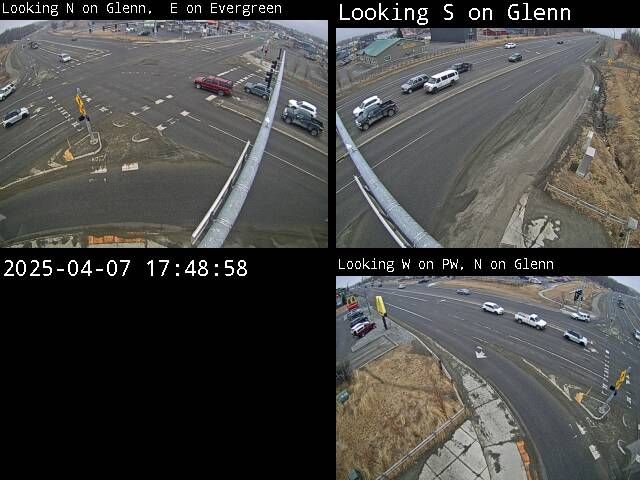 Looking N on Glenn,  E on Evergreen
Looking S on Glenn
2025-04-07 17:48:58
Looking W on PW, N on Glenn